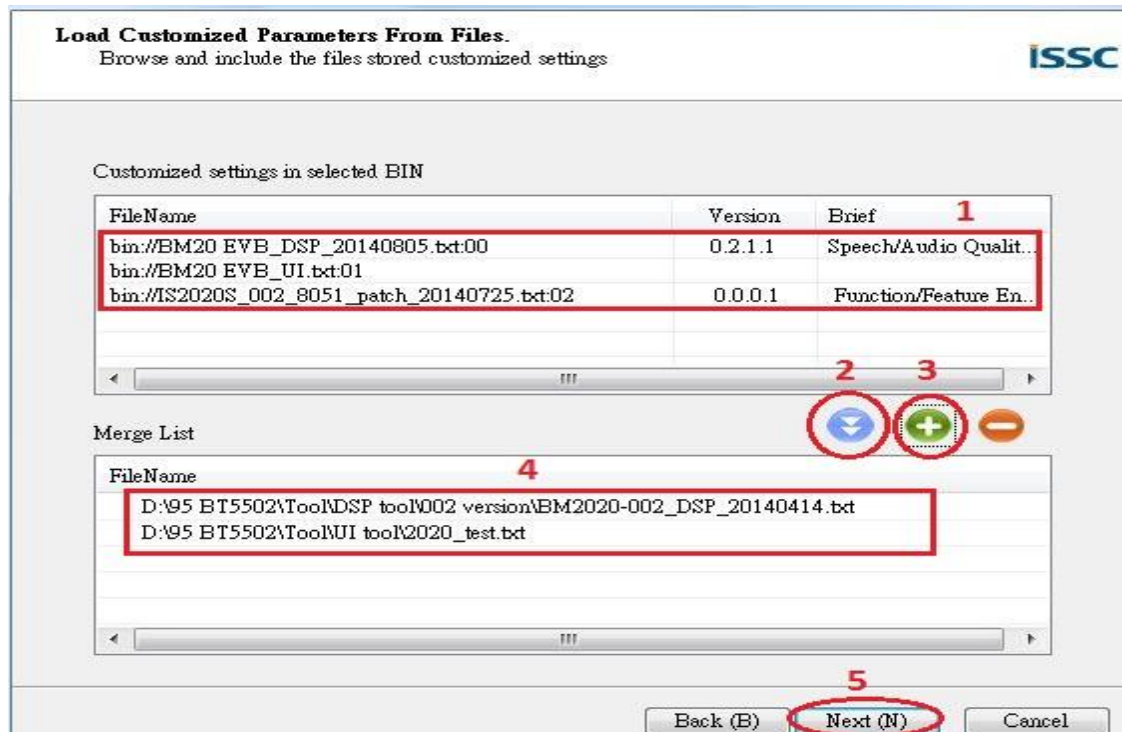 Load Customized Parameters From Files.
Browse and include the files stored customized settings
ISSC
Customized settings in selected BIN
FileName Version Brief 1
bin://BM20 EVB_DSP_20140805.txt:00 0.2.1.1 Speech/Audio Qualit...
bin://BM20 EVB_UI.txt:01
bin://IS2020S_002_8051_patch_20140725.txt:02 0.0.0.1 Function/Feature En...
2 3
Merge List
FileName 4
D:\95 BT5502\Tool\DSP tool\002 version\BM2020-002_DSP_20140414.txt
D:\95 BT5502\Tool\UI tool\2020_test.txt
5
Back (B) Next (N) Cancel